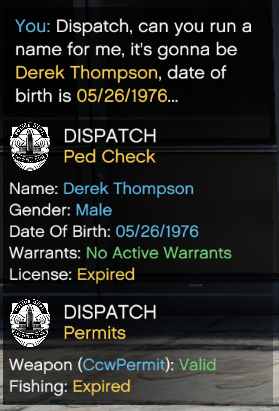 You: Dispatch, can you run a
name for me, it's gonna be
Derek Thompson, date of
birth is 05/26/1976...
DISPATCH
Ped Check
Name: Derek Thompson
Gender: Male
Date Of Birth: 05/26/1976
Warrants: No Active Warrants
License: Expired
DISPATCH
Permits
Weapon (CcwPermit): Valid
Fishing: Expired